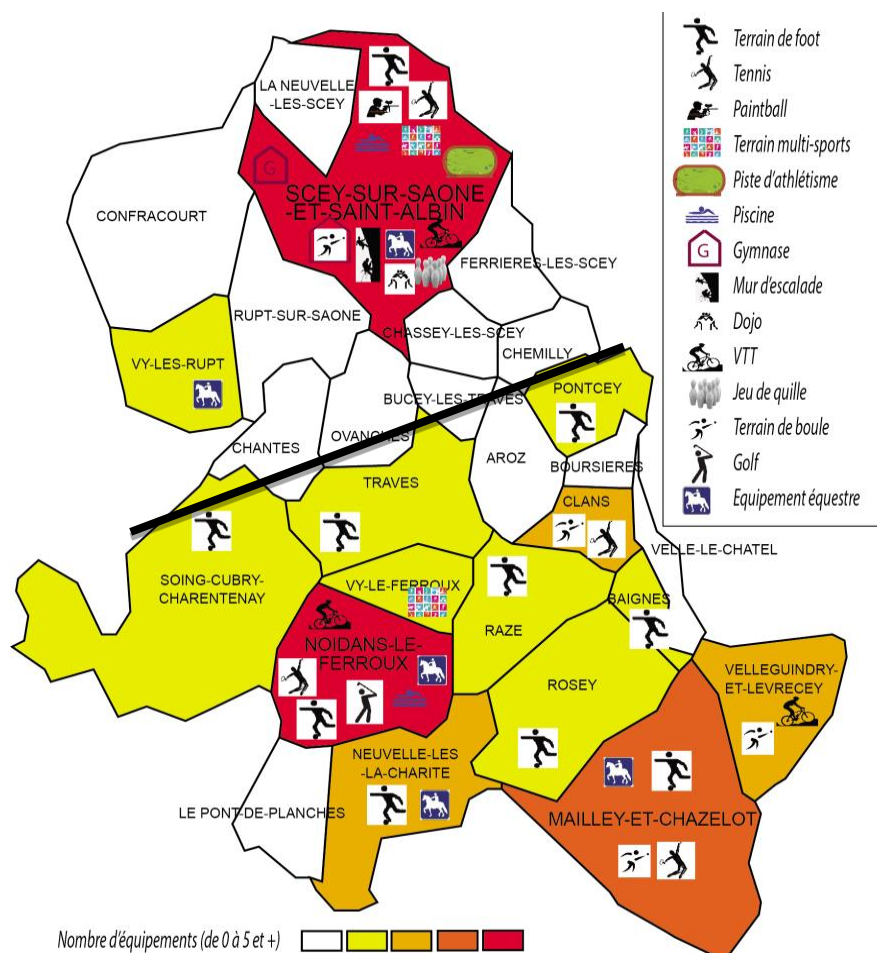 Terrain de foot
Tennis
Paintball
Terrain multi-sports
Piste d'athlétisme
Piscine
G
Gymnase
Mur d'escalade
Dojo
VTT
Jeu de quille
Terrain de boule
Golf
Equipement équestre
LA NEUVELLE
-LES-SCEY
G
SCEY-SUR-SAONE
-ET-SAINT-ALBIN
CONFRACOURT
FERRIERES-LES-SCEY
RUPT-SUR-SAONE
CHASSEY-LES-SCEY
CHEMILLY
VY-LES-RUPT
PONTCEY
BUCEY-LES-TRAVES
OVANCHES
CHANTES
AROZ
BOURSIERES
TRAVES
CLANS
VELLE-LE-CHATEL
SOING-CUBRY-
CHARENTENAY
VY-LE-FERROUX
BAIGNES
RAZE
NOIDANS-LE-
FERROUX
ROSEY
VELLEGUINDRY-
ET-LEVRECEY
NEUVELLE-LES
-LA-CHARITE
LE PONT-DE-PLANCHES
MAILLEY-ET-CHAZELOT
Nombre d'équipements (de 0 à 5 et +)